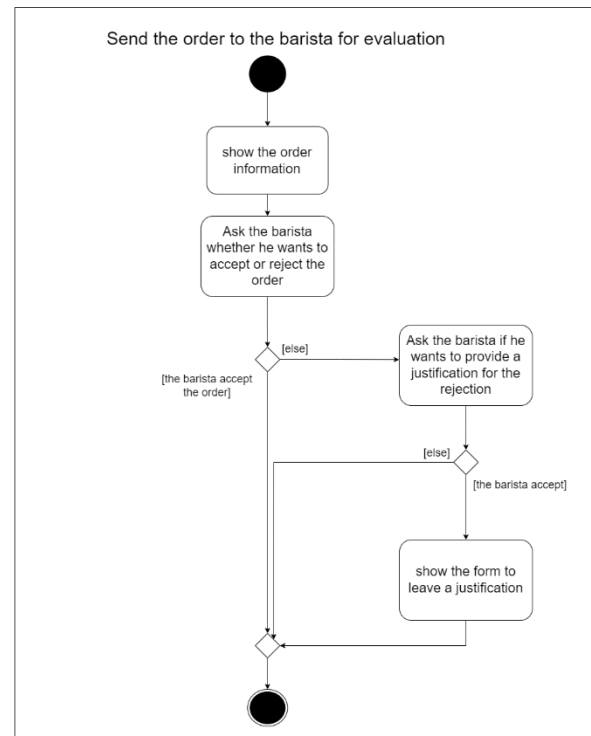 Send the order to the barista for evaluation
show the order
information
Ask the barista
whether he wants to
accept or reject the
order
[else]
[the barista accept
the order]
Ask the barista if he
wants to provide a
justification for the
rejection
[else]
[the barista accept]
show the form to
leave a justification